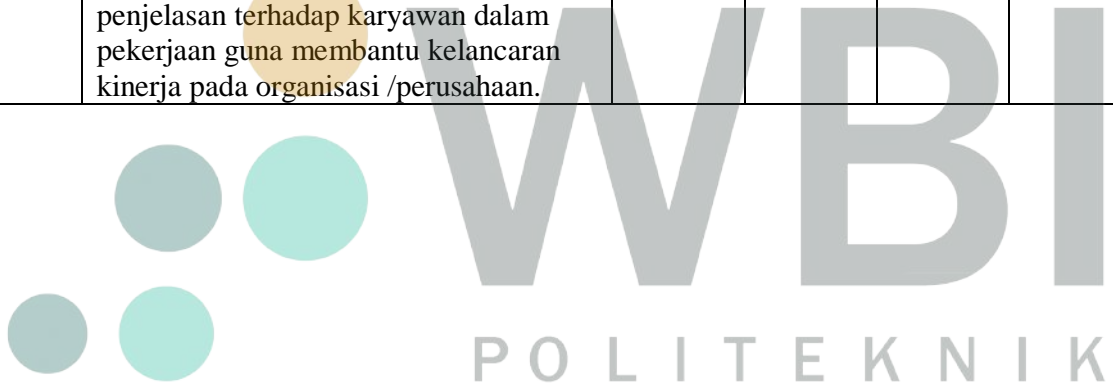 penjelasan terhadap karyawan dalam
pekerjaan guna membantu kelancaran
kinerja pada organisasi /perusahaan.
WBI
POLITEKNIK